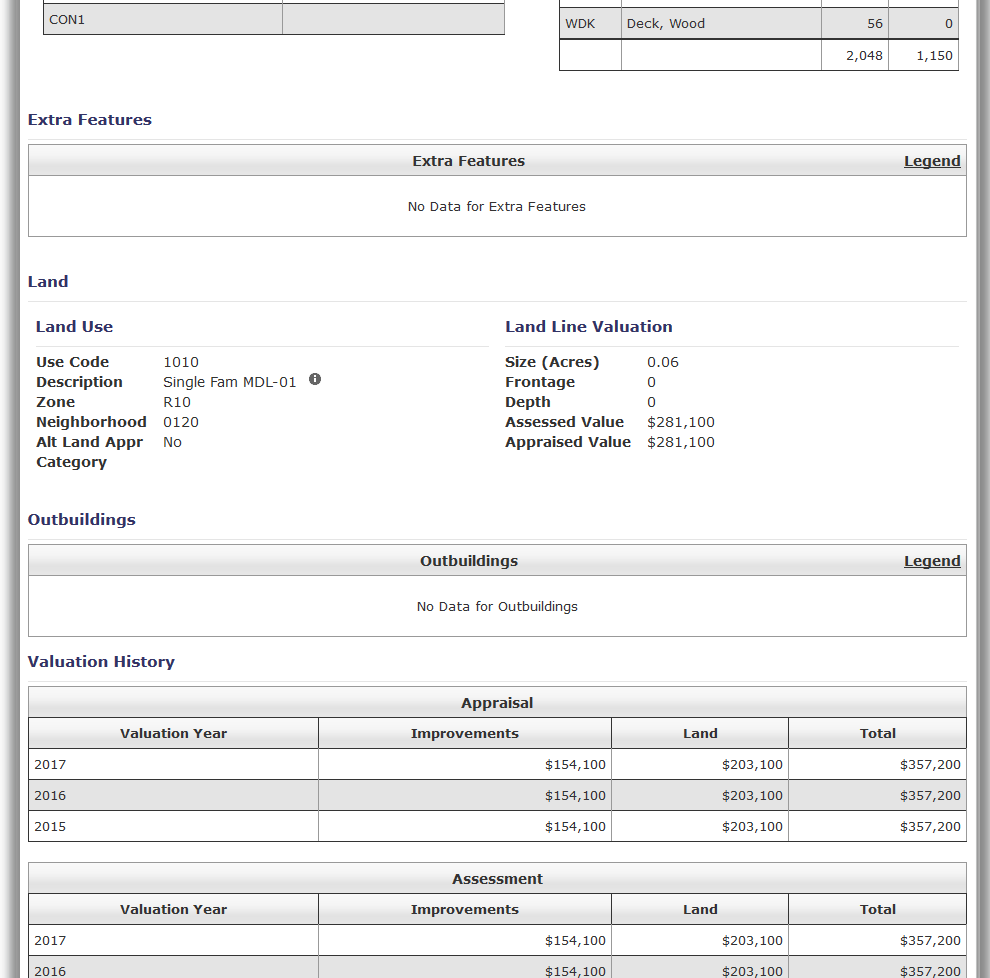 CON1
WDK Deck, Wood 56 0
2,048 1,150
Extra Features
Extra Features Legend
No Data for Extra Features
Land
Land Use
Use Code 1010
Description Single Fam MDL-01
Zone R10
Neighborhood 0120
Alt Land Appr No
Category
Land Line Valuation
Size (Acres) 0.06
Frontage 0
Depth 0
Assessed Value $281,100
Appraised Value $281,100
Outbuildings
Outbuildings Legend
No Data for Outbuildings
Valuation History
Appraisal
Valuation Year Improvements Land Total
2017 $154,100 $203,100 $357,200
2016 $154,100 $203,100 $357,200
2015 $154,100 $203,100 $357,200
Assessment
Valuation Year Improvements Land Total
2017 $154,100 $203,100 $357,200
2016 $154,100 $203,100 $357,200